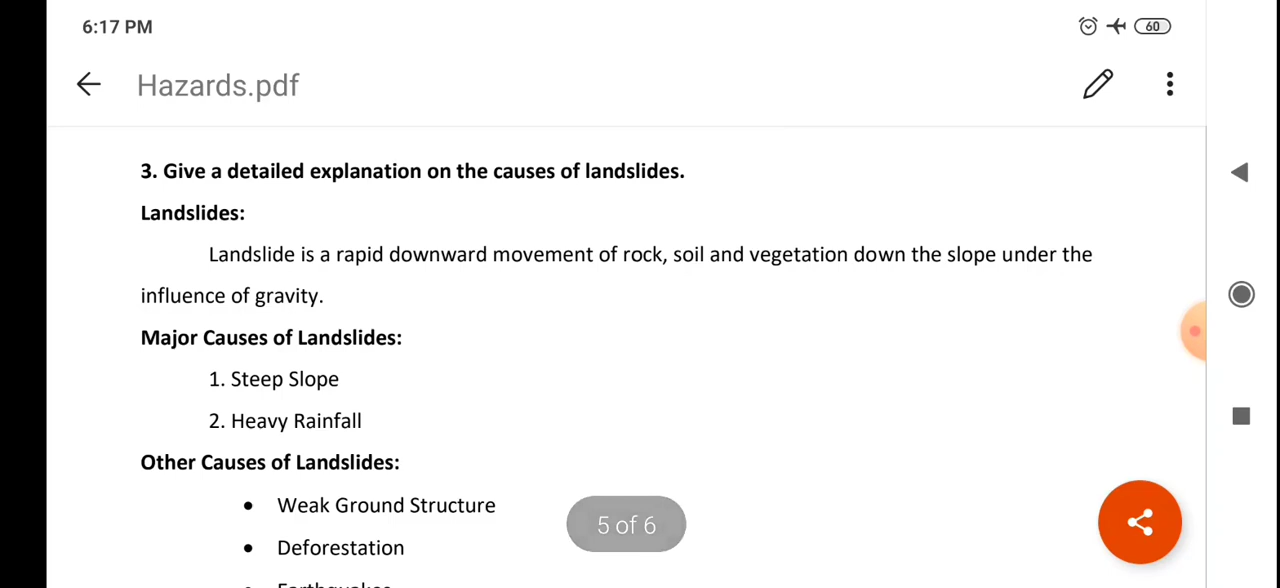 6:17 PM
60
Hazards.pdf
3. Give a detailed explanation on the causes of landslides.
Landslides:
Landslide is a rapid downward movement of rock, soil and vegetation down the slope under the
influence of gravity.
Major Causes of Landslides:
1. Steep Slope
2. Heavy Rainfall
Other Causes of Landslides:
• Weak Ground Structure
5 of 6
• Deforestation